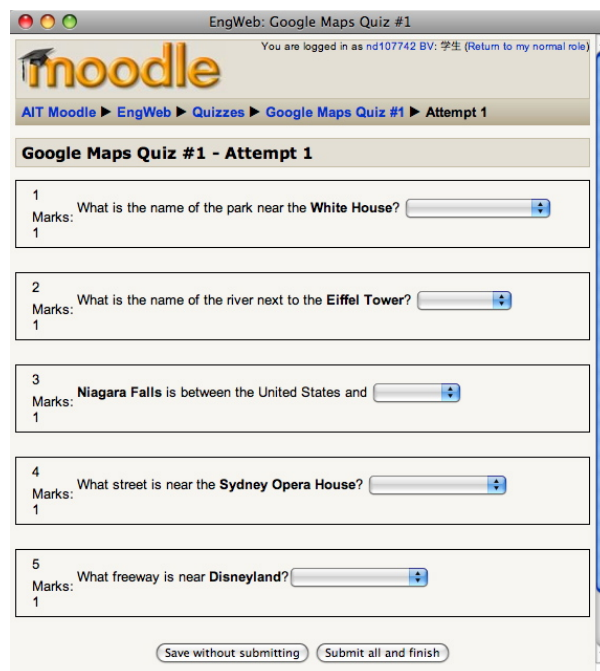 EngWeb: Google Maps Quiz #1
You are logged in as nd107742 BV: 学生 (Return to my normal role)
moodle
AIT Moodle ► EngWeb ► Quizzes ► Google Maps Quiz #1 ► Attempt 1
Google Maps Quiz #1 - Attempt 1
1
Marks:
1
What is the name of the park near the White House?
2
Marks:
1
What is the name of the river next to the Eiffel Tower?
3
Marks:
1
Niagara Falls is between the United States and
4
Marks:
1
What street is near the Sydney Opera House?
5
Marks:
1
What freeway is near Disneyland?
Save without submitting
Submit all and finish